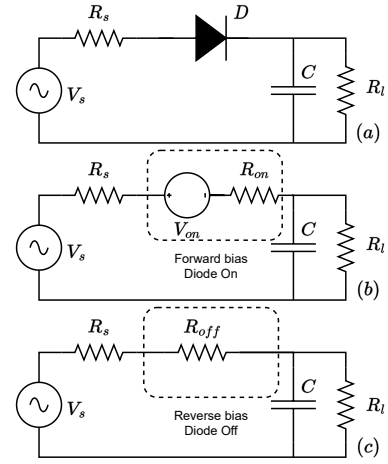 R_s D
V_s C R_l
(a)
R_s R_on
V_on
V_s C R_l
Forward bias
Diode On
(b)
R_s R_off
V_s C R_l
Reverse bias
Diode Off
(c)